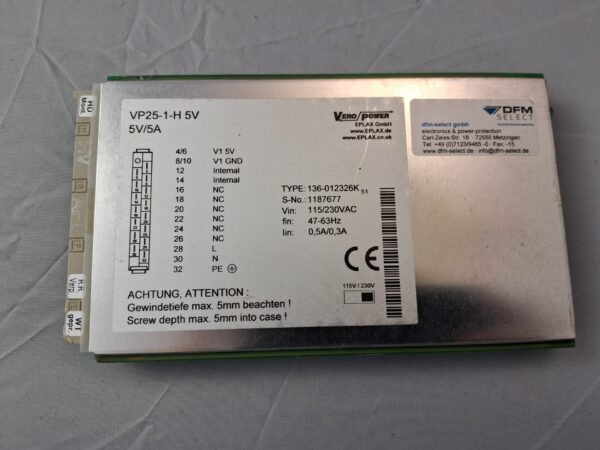 VP25-1-H 5V
5V/5A
VERO POWER
EPLAX GmbH
www.EPLAX.de
www.EPLAX.co.uk
4/6 V1 5V
8/10 V1 GND
12 Internal
14 Internal
16 NC
18 NC
20 NC
22 NC
24 NC
26 NC
28 L
30 N
32 PE
TYPE: 136-012326K S1
S-No.: 1187677
Vin: 115/230VAC
fin: 47-63Hz
Iin: 0,5A/0,3A
CE
115V / 230V
ACHTUNG, ATTENTION :
Gewindetiefe max. 5mm beachten !
Screw depth max. 5mm into case !
DFM
SELECT
dfm-select gmbh
electronics & power-protection
Carl-Zeiss-Str. 18 · 72555 Metzingen
Tel: +49 (0)7123/9465 -0 · Fax: -15
www.dfm-select.de info@dfm-select.de